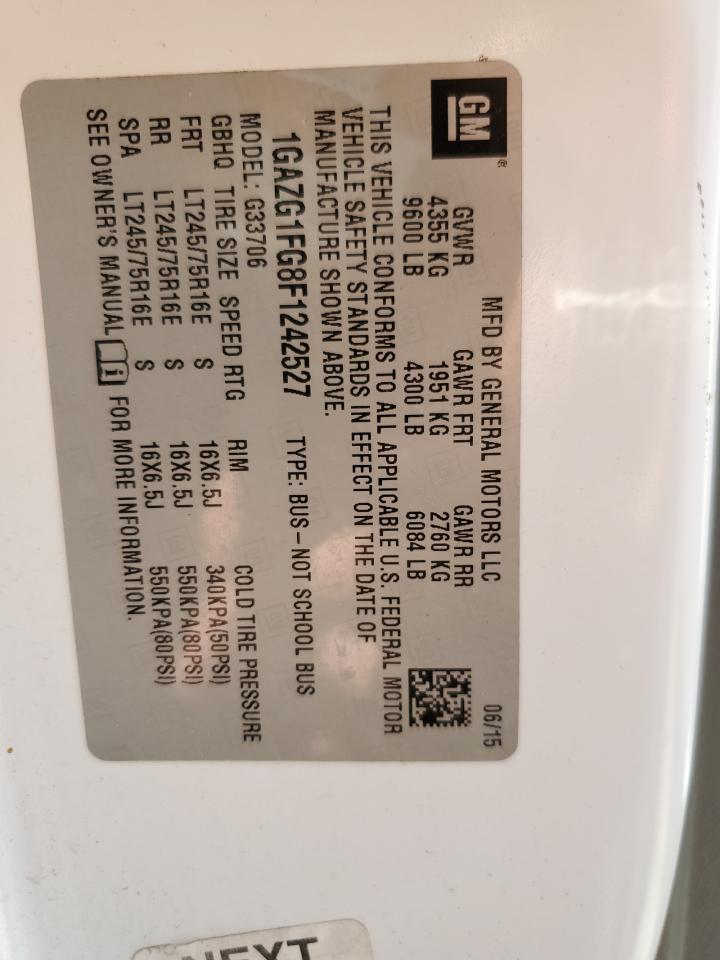 GM
MFD BY GENERAL MOTORS LLC 06/15
GVWR GAWR FRT GAWR RR
4355 KG 1951 KG 2760 KG
9600 LB 4300 LB 6084 LB
THIS VEHICLE CONFORMS TO ALL APPLICABLE U.S. FEDERAL MOTOR
VEHICLE SAFETY STANDARDS IN EFFECT ON THE DATE OF
MANUFACTURE SHOWN ABOVE.
1GAZG1FG8F1242527 TYPE: BUS–NOT SCHOOL BUS
MODEL: G33706
GBHQ TIRE SIZE SPEED RTG RIM COLD TIRE PRESSURE
FRT LT245/75R16E S 16X6.5J 340KPA(50PSI)
RR LT245/75R16E S 16X6.5J 550KPA(80PSI)
SPA LT245/75R16E S 16X6.5J 550KPA(80PSI)
SEE OWNER'S MANUAL i FOR MORE INFORMATION.
NEXT